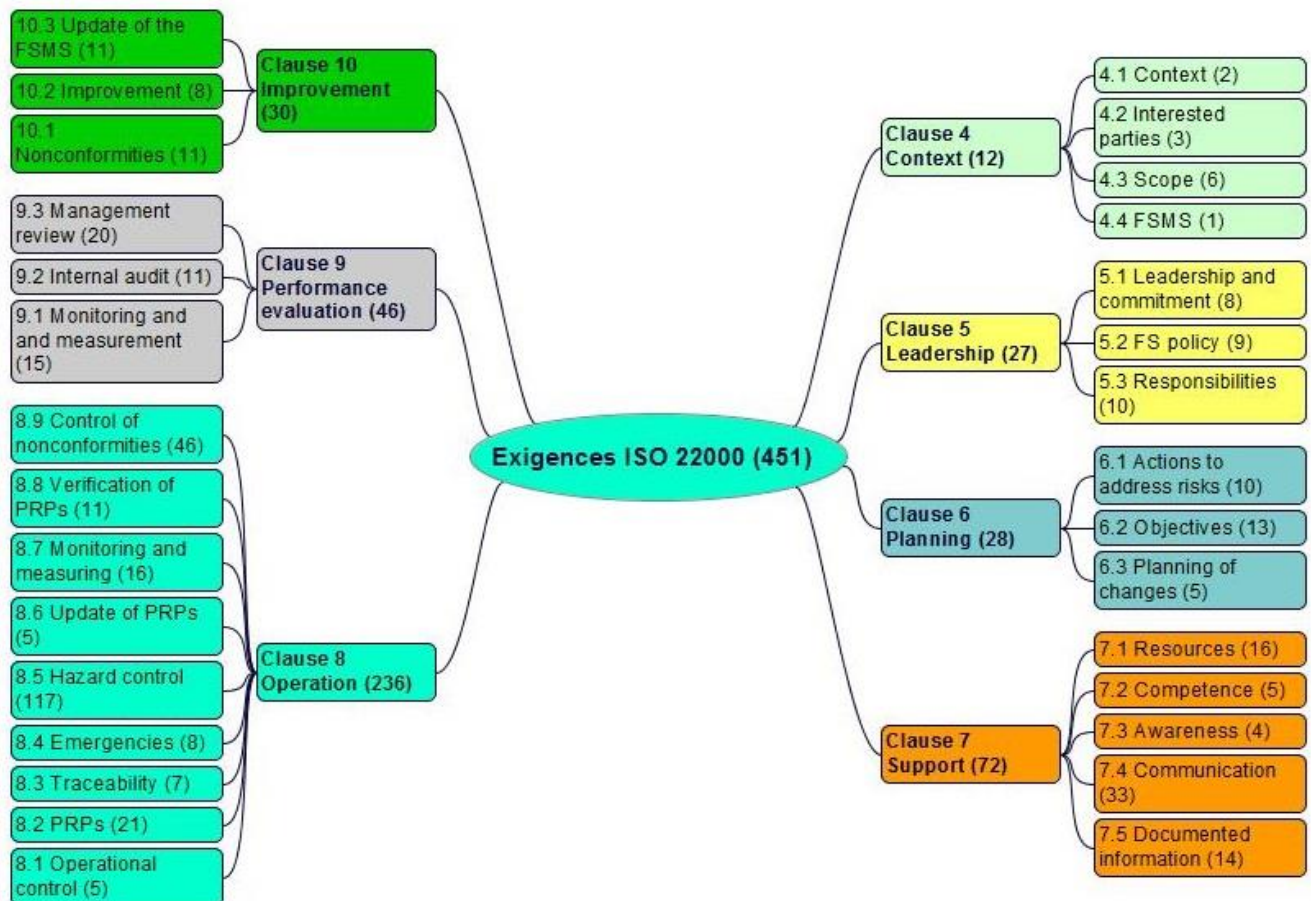 Exigences ISO 22000 (451)
Clause 4
Context (12)
4.1 Context (2)
4.2 Interested
parties (3)
4.3 Scope (6)
4.4 FSMS (1)
Clause 5
Leadership (27)
5.1 Leadership and
commitment (8)
5.2 FS policy (9)
5.3 Responsibilities
(10)
Clause 6
Planning (28)
6.1 Actions to
address risks (10)
6.2 Objectives (13)
6.3 Planning of
changes (5)
Clause 7
Support (72)
7.1 Resources (16)
7.2 Competence (5)
7.3 Awareness (4)
7.4 Communication
(33)
7.5 Documented
information (14)
Clause 8
Operation (236)
8.9 Control of
nonconformities (46)
8.8 Verification of
PRPs (11)
8.7 Monitoring and
measuring (16)
8.6 Update of PRPs
(5)
8.5 Hazard control
(117)
8.4 Emergencies (8)
8.3 Traceability (7)
8.2 PRPs (21)
8.1 Operational
control (5)
Clause 9
Performance
evaluation (46)
9.3 Management
review (20)
9.2 Internal audit (11)
9.1 Monitoring and
and measurement
(15)
Clause 10
Improvement
(30)
10.3 Update of the
FSMS (11)
10.2 Improvement (8)
10.1
Nonconformities (11)